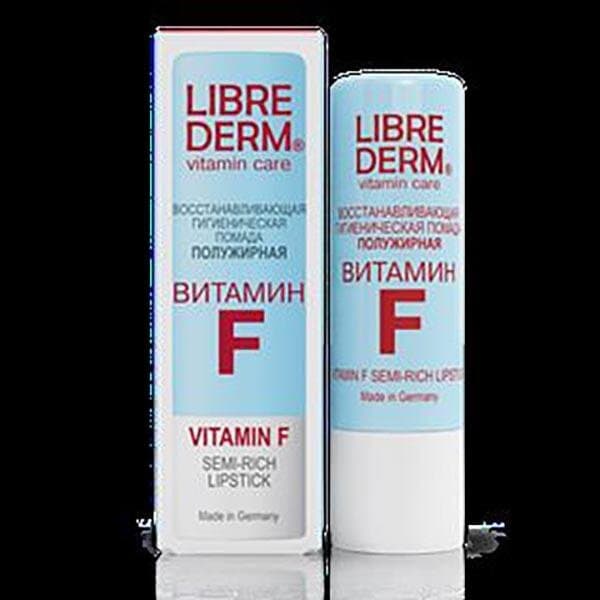 LIBRE
DERM®
vitamin care
ВОССТАНАВЛИВАЮЩАЯ
ГИГИЕНИЧЕСКАЯ
ПОМАДА
ПОЛУЖИРНАЯ
ВИТАМИН
F
VITAMIN F
SEMI-RICH
LIPSTICK
Made in Germany
LIBRE
DERM®
vitamin care
ВОССТАНАВЛИВАЮЩАЯ
ГИГИЕНИЧЕСКАЯ ПОМАДА
ПОЛУЖИРНАЯ
ВИТАМИН
F
VITAMIN F SEMI-RICH LIPSTICK
Made in Germany